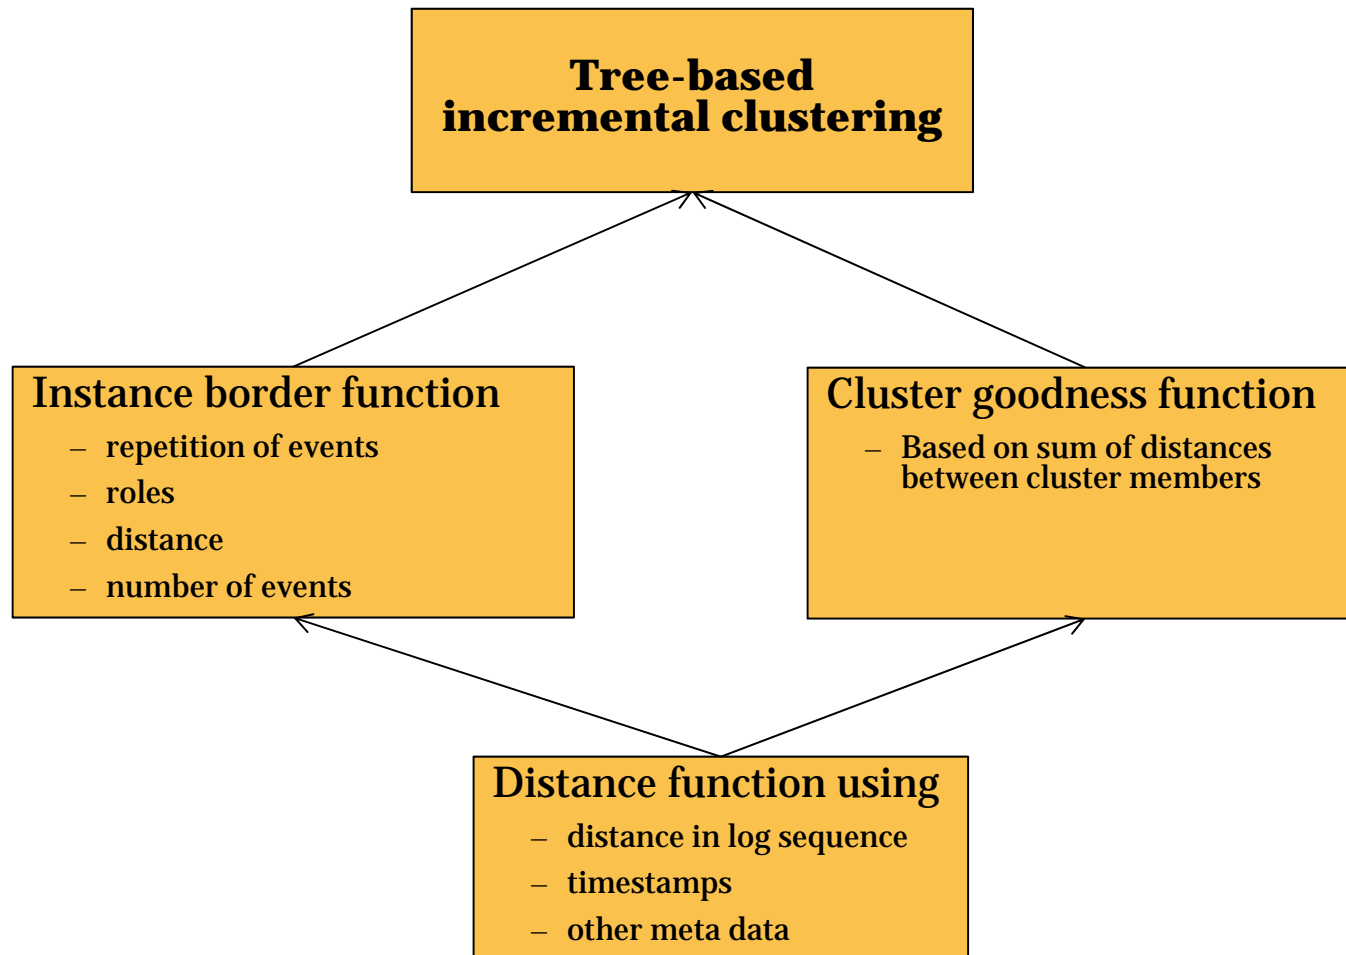 Tree-based
incremental clustering
Instance border function
– repetition of events
– roles
– distance
– number of events
Cluster goodness function
– Based on sum of distances
between cluster members
Distance function using
– distance in log sequence
– timestamps
– other meta data